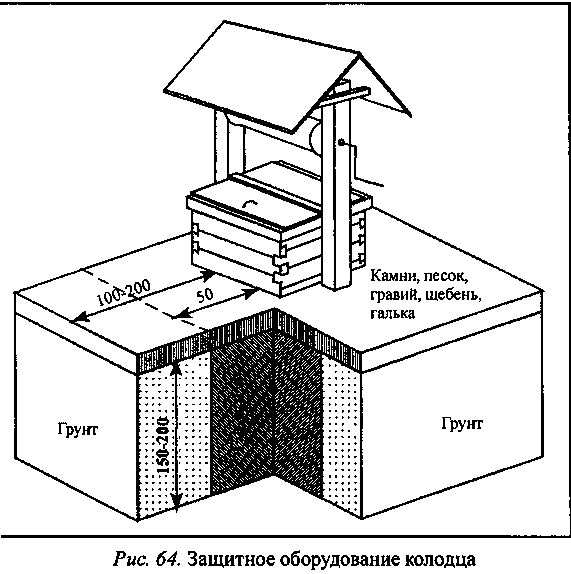 100-200
50
Камни, песок,
гравий, щебень,
галька
Грунт
150-200
Грунт
Рис. 64. Защитное оборудование колодца